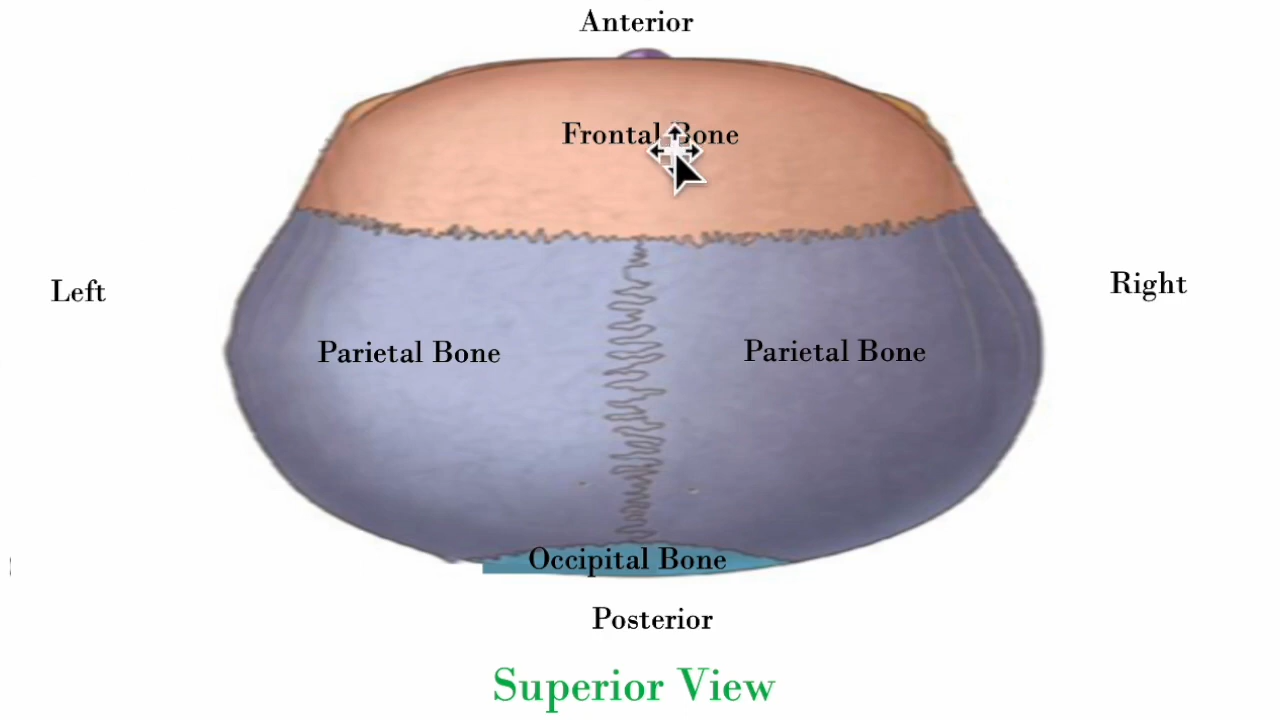 Anterior
Frontal Bone
Left
Right
Parietal Bone
Parietal Bone
Occipital Bone
Posterior
Superior View